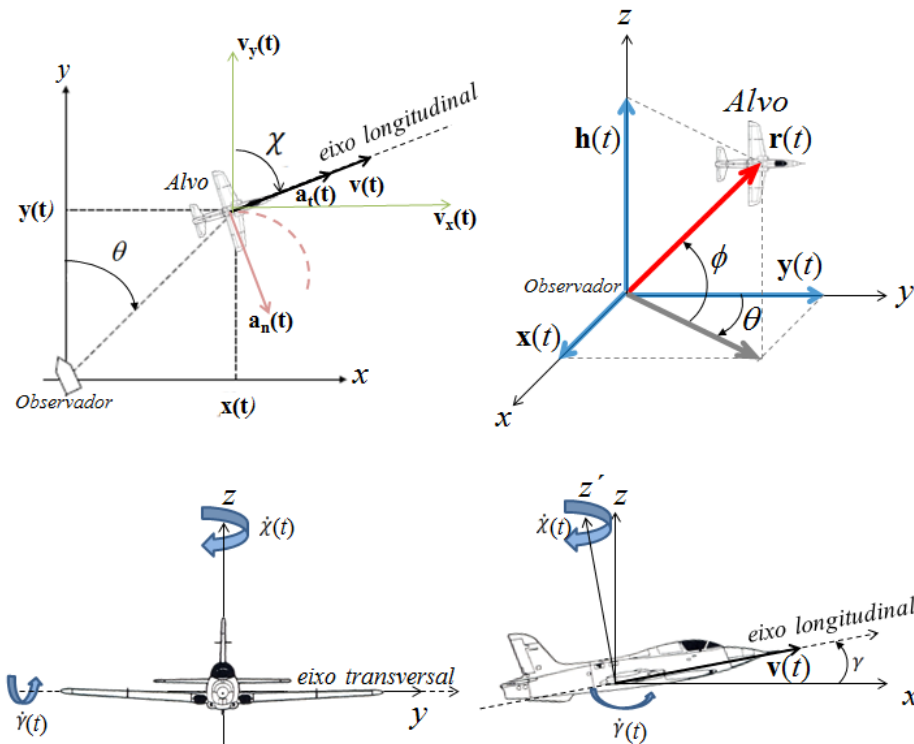 v_y(t)
y
eixo longitudinal
χ
Alvo
a_t(t)
v(t)
y(t)
v_x(t)
θ
a_n(t)
x
Observador
x(t)
z
Alvo
h(t)
r(t)
ϕ
y(t)
Observador
y
θ
x(t)
x
z
χ̇(t)
eixo transversal
y
γ̇(t)
z´
z
χ̇(t)
eixo longitudinal
v(t)
γ
x
γ̇(t)